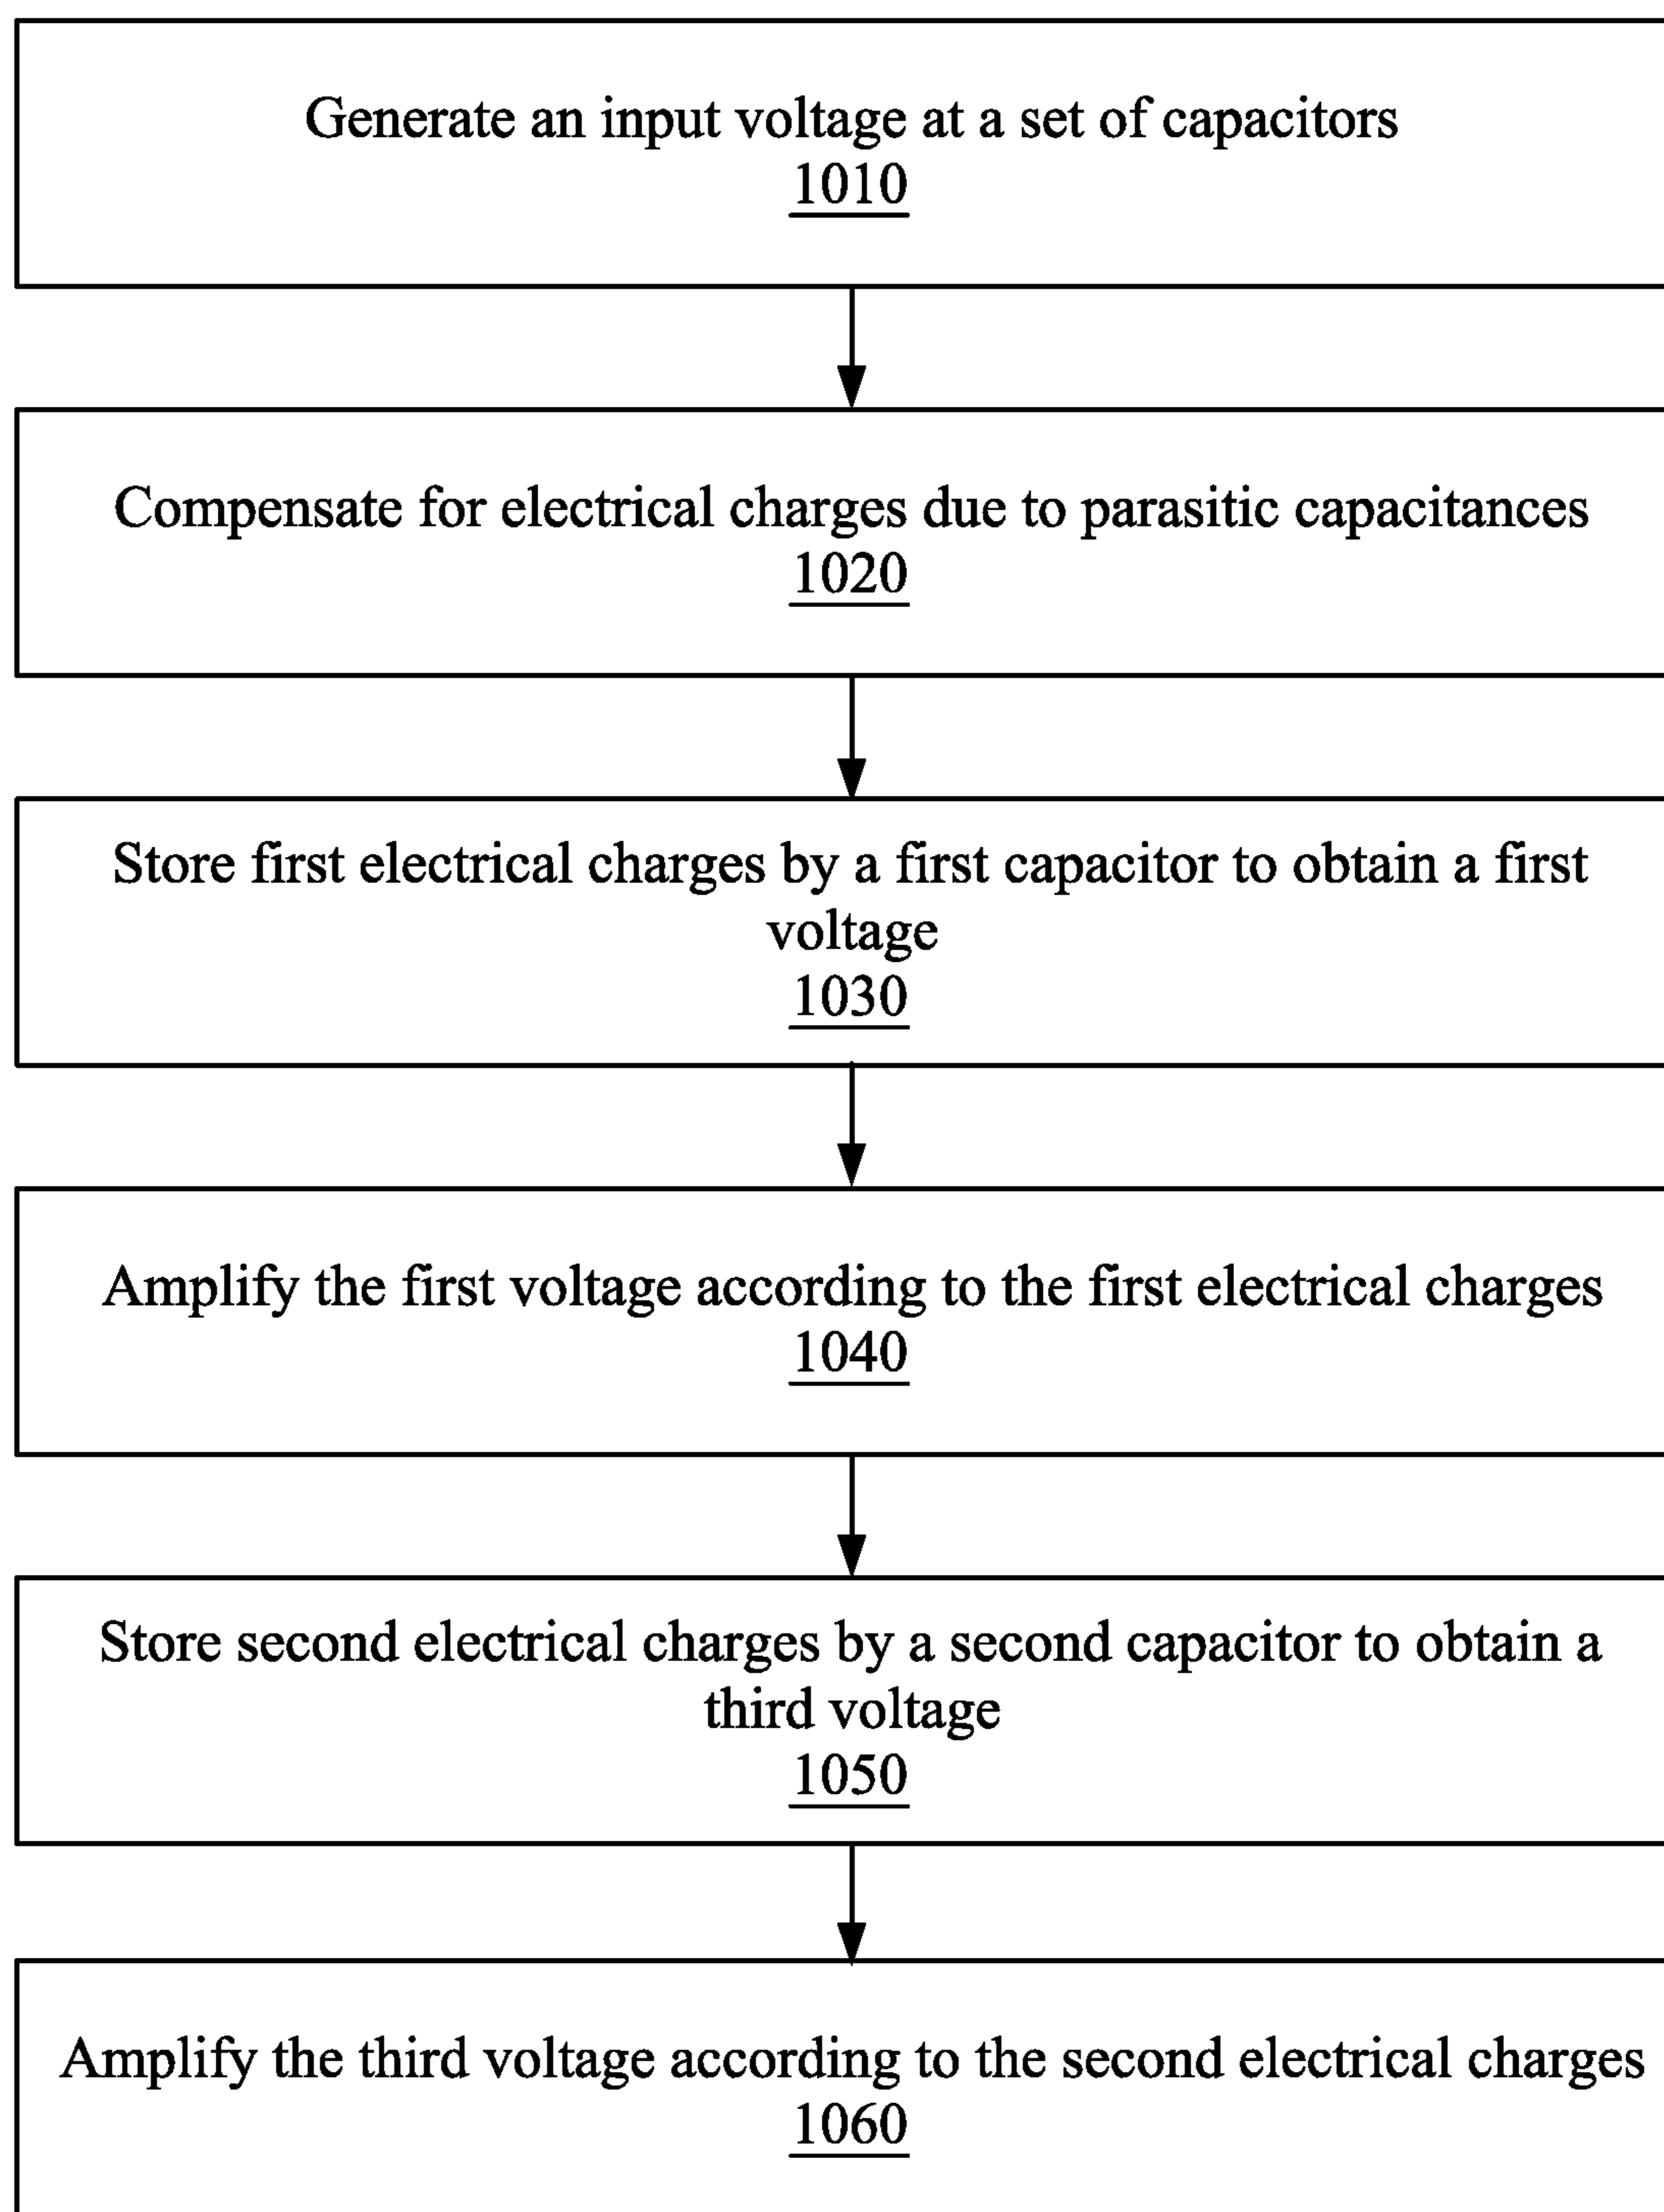 Generate an input voltage at a set of capacitors
1010
Compensate for electrical charges due to parasitic capacitances
1020
Store first electrical charges by a first capacitor to obtain a first
voltage
1030
Amplify the first voltage according to the first electrical charges
1040
Store second electrical charges by a second capacitor to obtain a
third voltage
1050
Amplify the third voltage according to the second electrical charges
1060